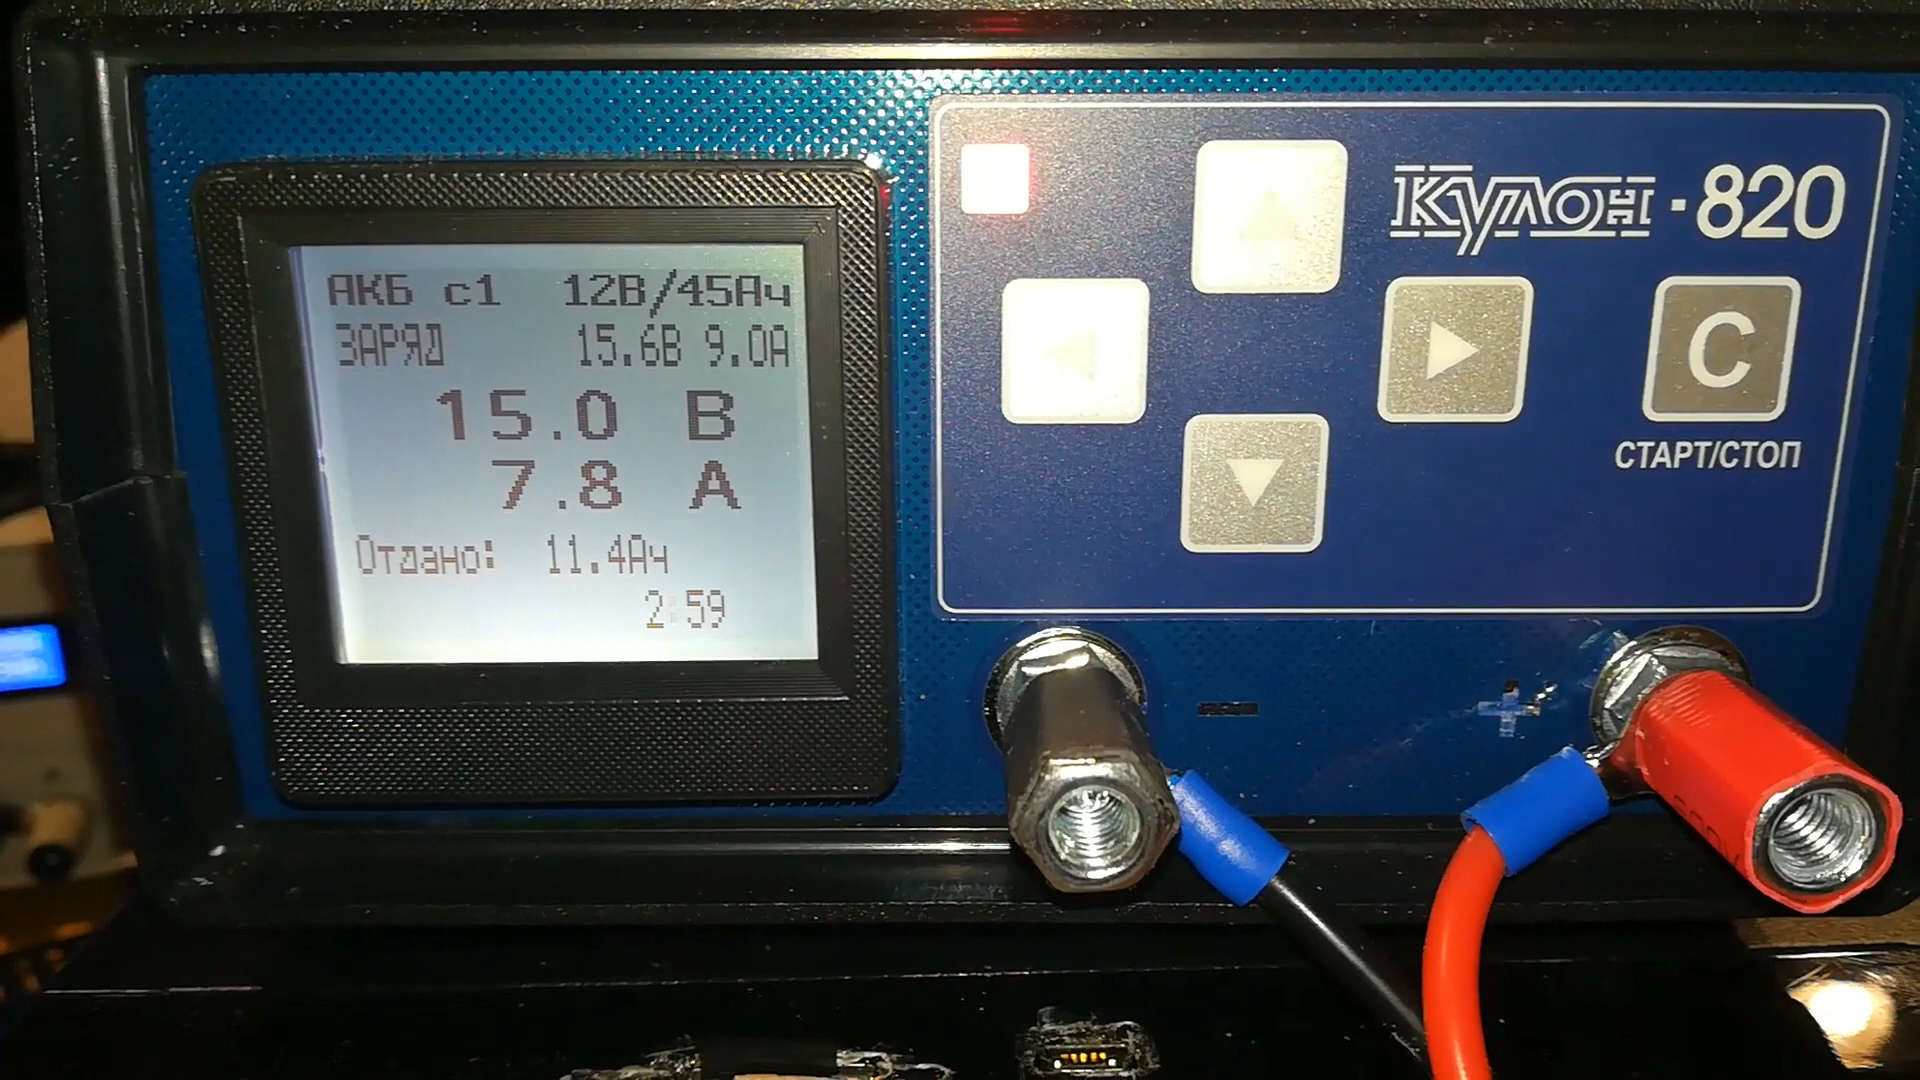 АКБ с1 12В/45Ач
ЗАРЯД 15.6В 9.0А
15.0 В
7.8 А
Отдано: 11.4Ач
2:59
КУЛОН-820
C
СТАРТ/СТОП
- +